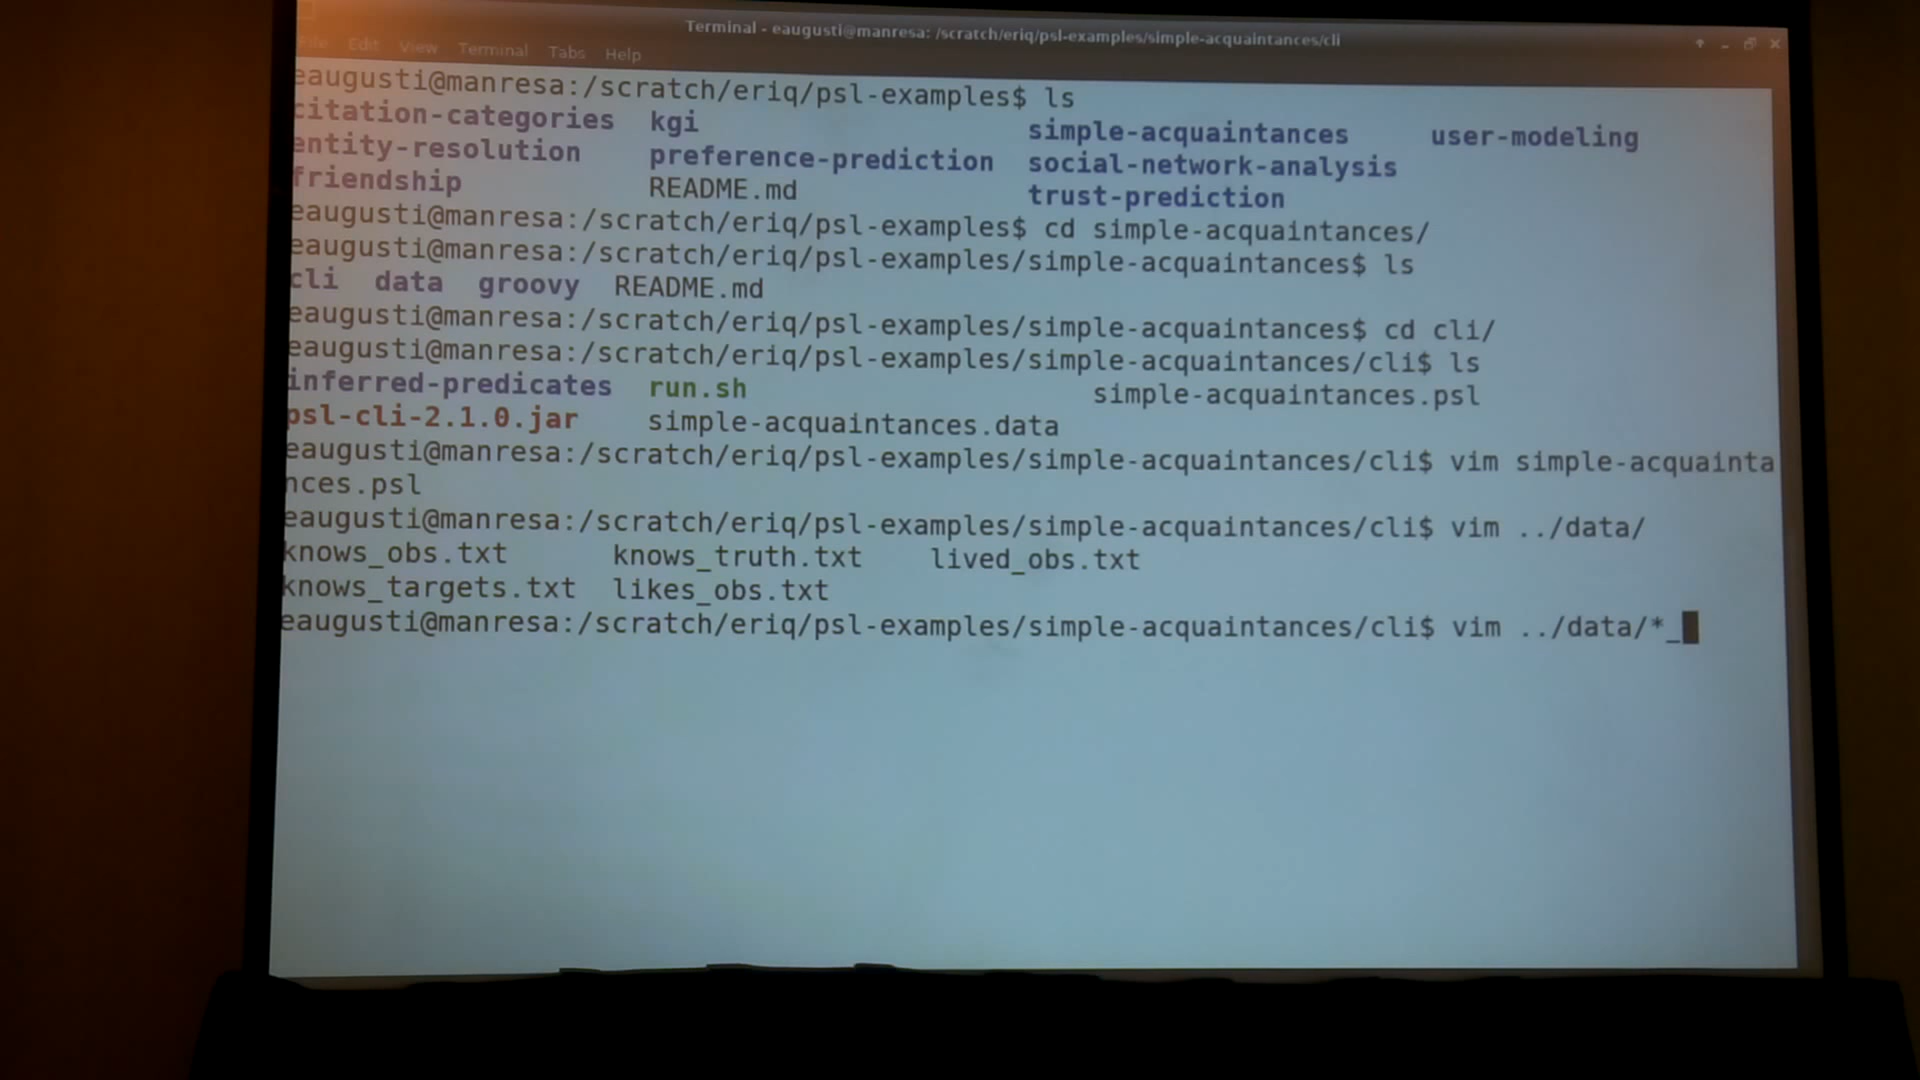 Terminal - eaugusti@manresa: /scratch/eriq/psl-examples/simple-acquaintances/cli
File Edit View Terminal Tabs Help
eaugusti@manresa:/scratch/eriq/psl-examples$ ls
citation-categories kgi simple-acquaintances user-modeling
entity-resolution preference-prediction social-network-analysis
friendship README.md trust-prediction
eaugusti@manresa:/scratch/eriq/psl-examples$ cd simple-acquaintances/
eaugusti@manresa:/scratch/eriq/psl-examples/simple-acquaintances$ ls
cli data groovy README.md
eaugusti@manresa:/scratch/eriq/psl-examples/simple-acquaintances$ cd cli/
eaugusti@manresa:/scratch/eriq/psl-examples/simple-acquaintances/cli$ ls
inferred-predicates run.sh simple-acquaintances.psl
psl-cli-2.1.0.jar simple-acquaintances.data
eaugusti@manresa:/scratch/eriq/psl-examples/simple-acquaintances/cli$ vim simple-acquainta
nces.psl
eaugusti@manresa:/scratch/eriq/psl-examples/simple-acquaintances/cli$ vim ../data/
knows_obs.txt knows_truth.txt lived_obs.txt
knows_targets.txt likes_obs.txt
eaugusti@manresa:/scratch/eriq/psl-examples/simple-acquaintances/cli$ vim ../data/*_